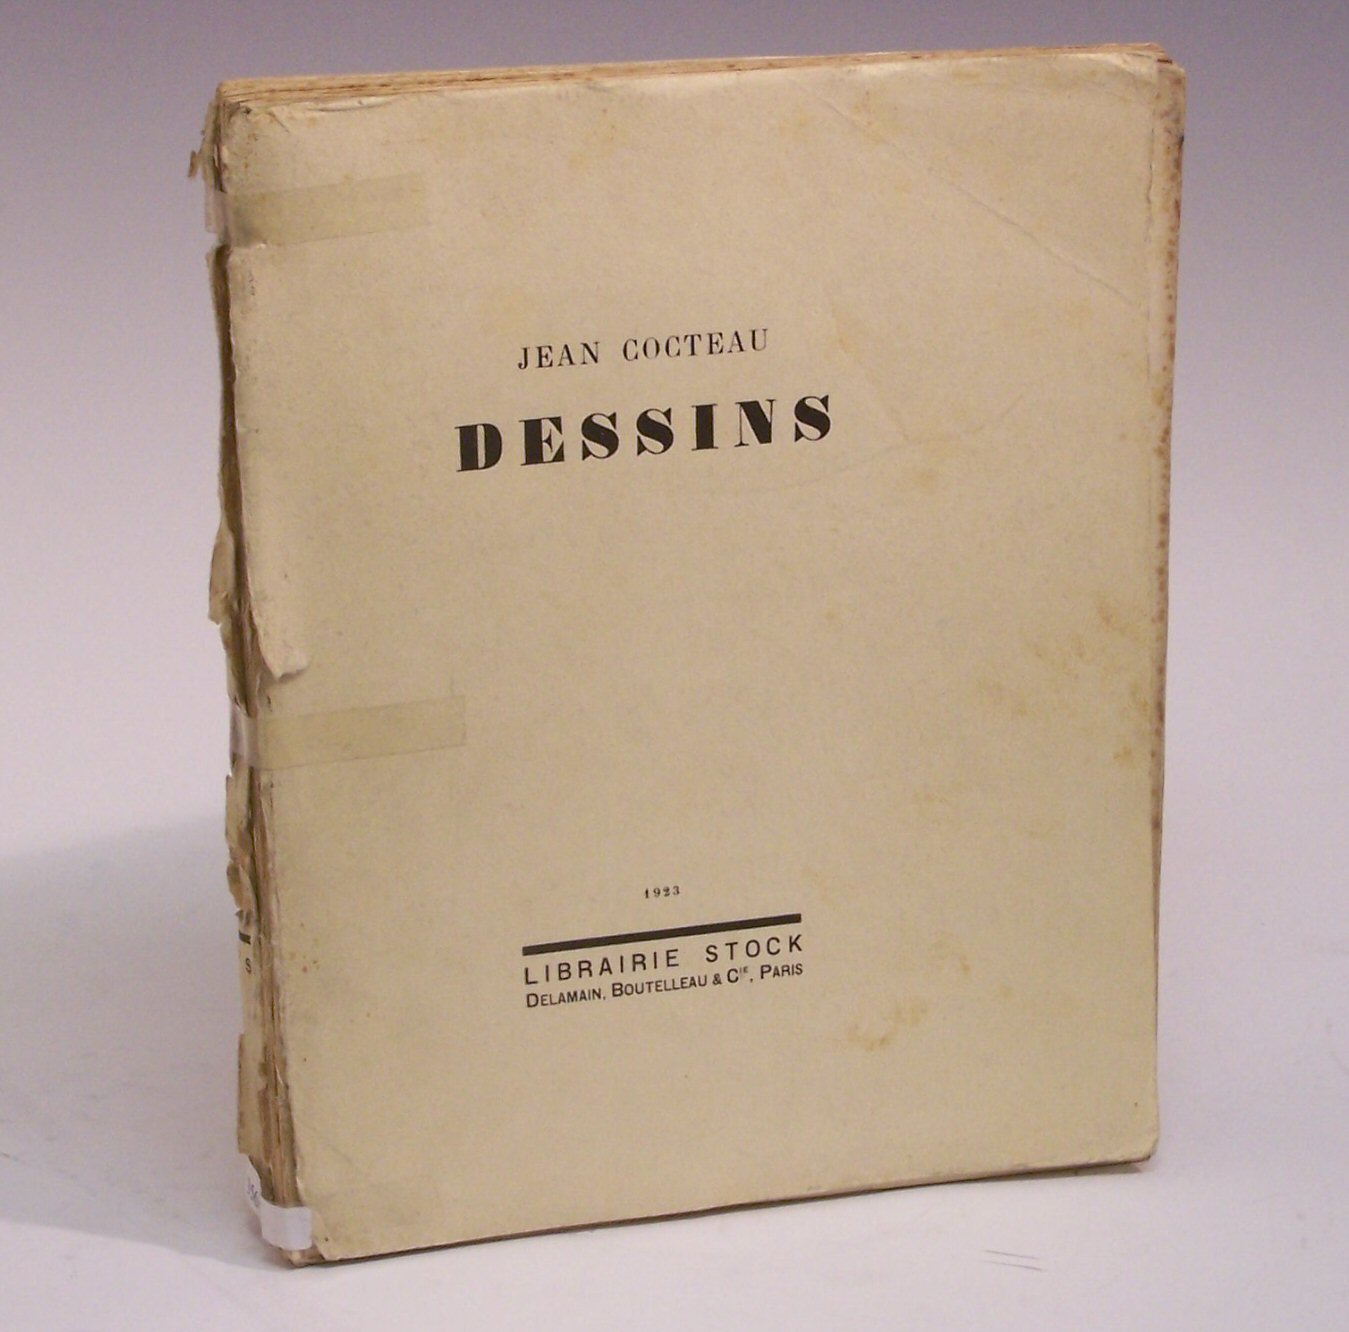 JEAN COCTEAU
DESSINS
1923
LIBRAIRIE STOCK
DELAMAIN, BOUTELLEAU & CIE, PARIS
S